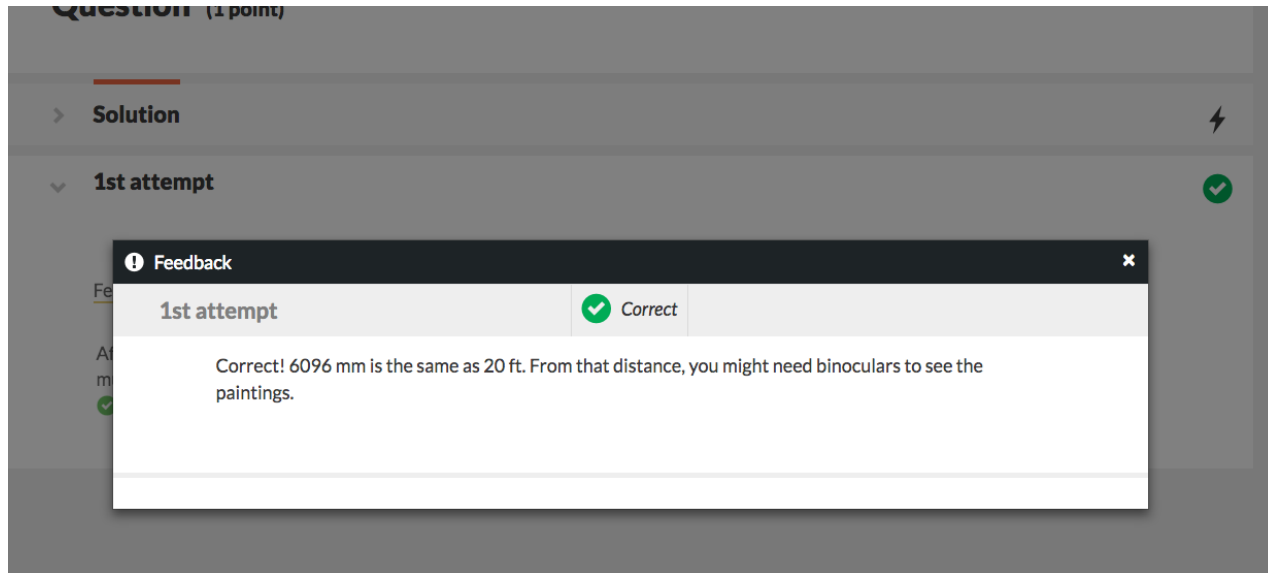 Question (1 point)
Solution
1st attempt
Feedback
1st attempt
Correct
Correct! 6096 mm is the same as 20 ft. From that distance, you might need binoculars to see the
paintings.